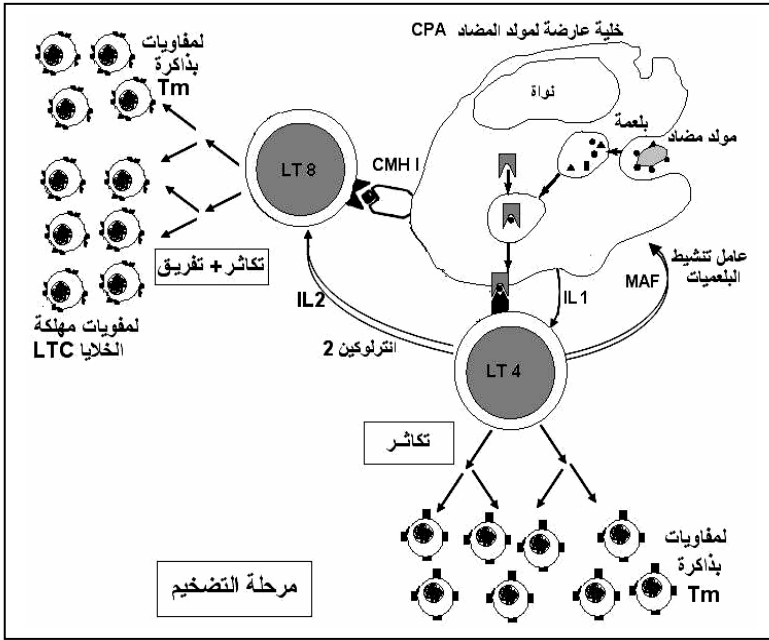 خلية عارضة لمولد المضاد CPA
نواة
بلعمة
مولد مضاد
لمفاويات
بذاكرة
Tm
LT 8
CMH I
تكاثر + تفريق
لمفويات مهلكة
الخلايا LTC
IL2
انترلوكين 2
IL 1
MAF
عامل تنشيط
البلعميات
LT 4
تكاثـر
لمفاويات
بذاكرة
Tm
مرحلة التضخيم